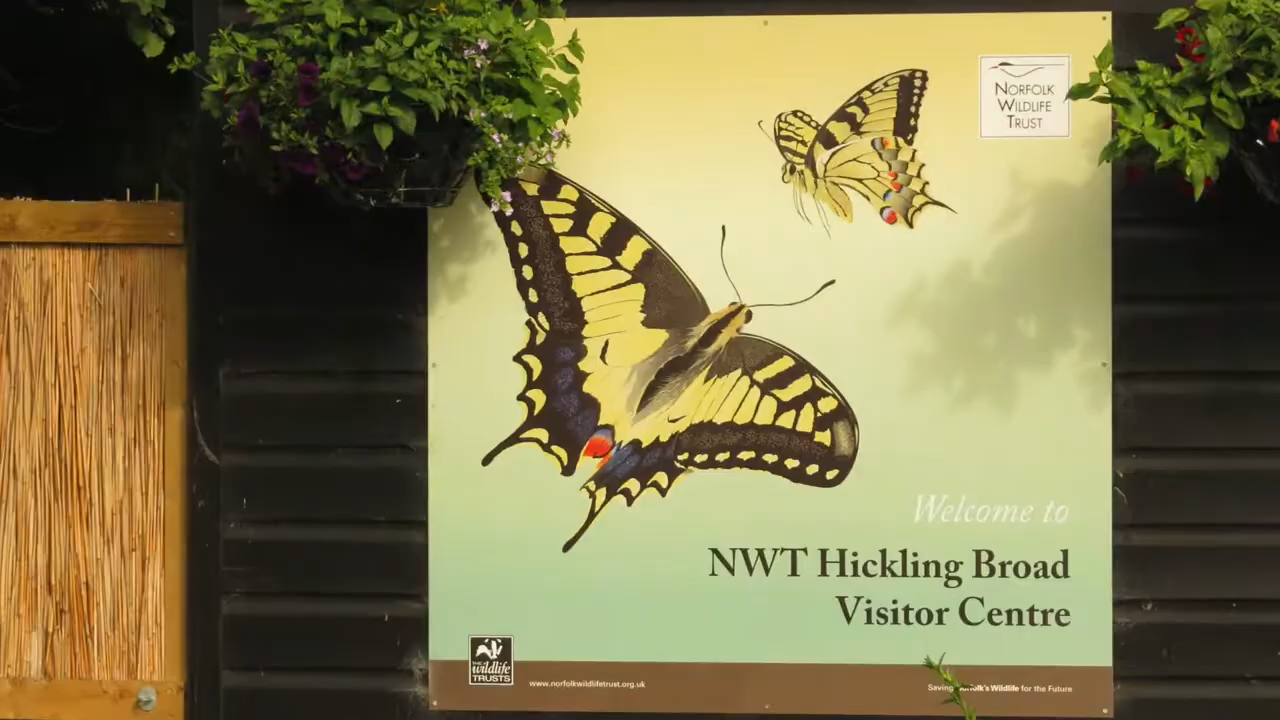 NORFOLK
WILDLIFE
TRUST
Welcome to
NWT Hickling Broad
Visitor Centre
THE
wildlife
TRUSTS
www.norfolkwildlifetrust.org.uk
Saving Norfolk's Wildlife for the Future